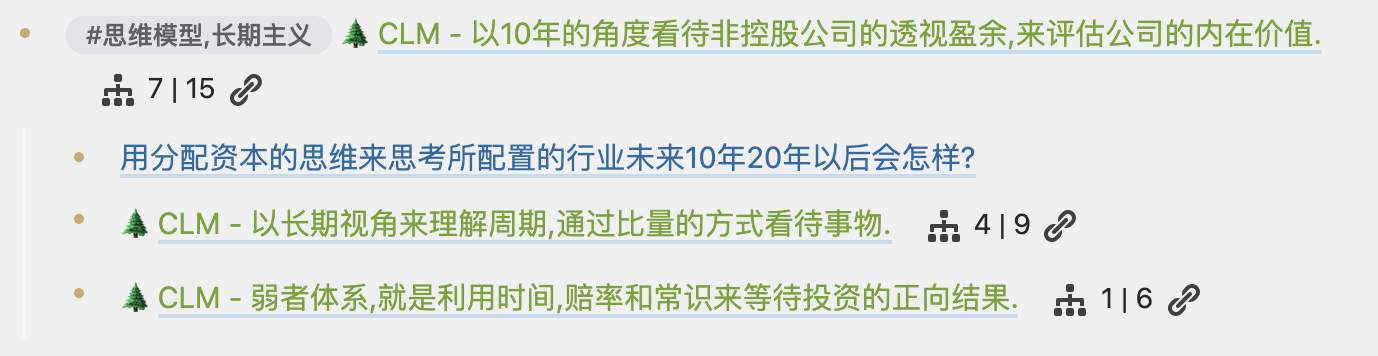 #思维模型,长期主义 🌲 CLM - 以10年的角度看待非控股公司的透视盈余,来评估公司的内在价值.
7 | 15
用分配资本的思维来思考所配置的行业未来10年20年以后会怎样?
🌲 CLM - 以长期视角来理解周期,通过比量的方式看待事物. 4 | 9
🌲 CLM - 弱者体系,就是利用时间,赔率和常识来等待投资的正向结果. 1 | 6